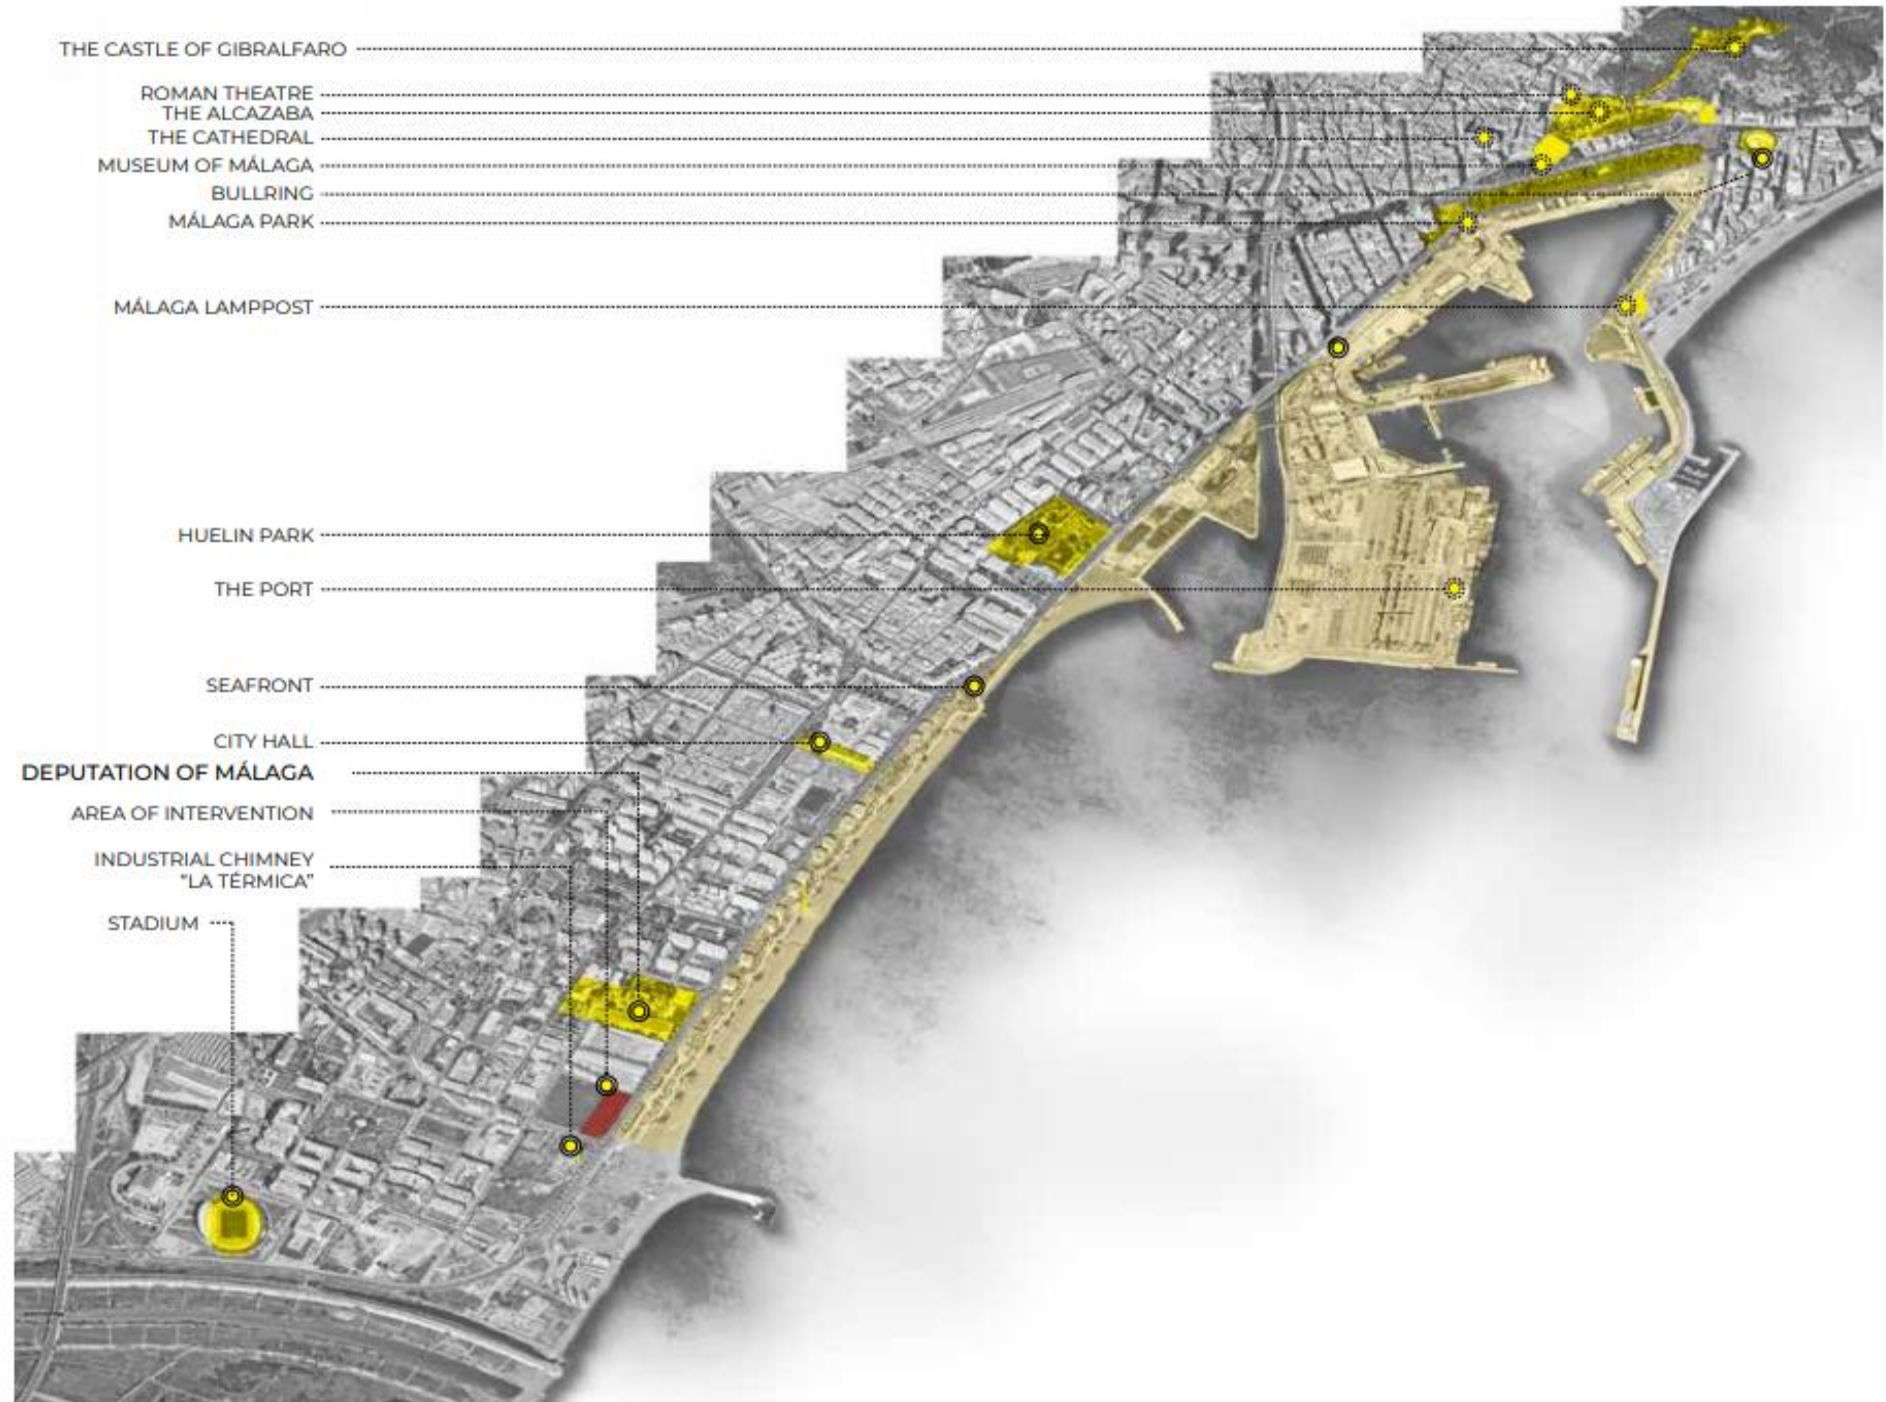 THE CASTLE OF GIBRALFARO
ROMAN THEATRE
THE ALCAZABA
THE CATHEDRAL
MUSEUM OF MÁLAGA
BULLRING
MÁLAGA PARK
MÁLAGA LAMPPOST
HUELIN PARK
THE PORT
SEAFRONT
CITY HALL
DEPUTATION OF MÁLAGA
AREA OF INTERVENTION
INDUSTRIAL CHIMNEY
"LA TÉRMICA"
STADIUM